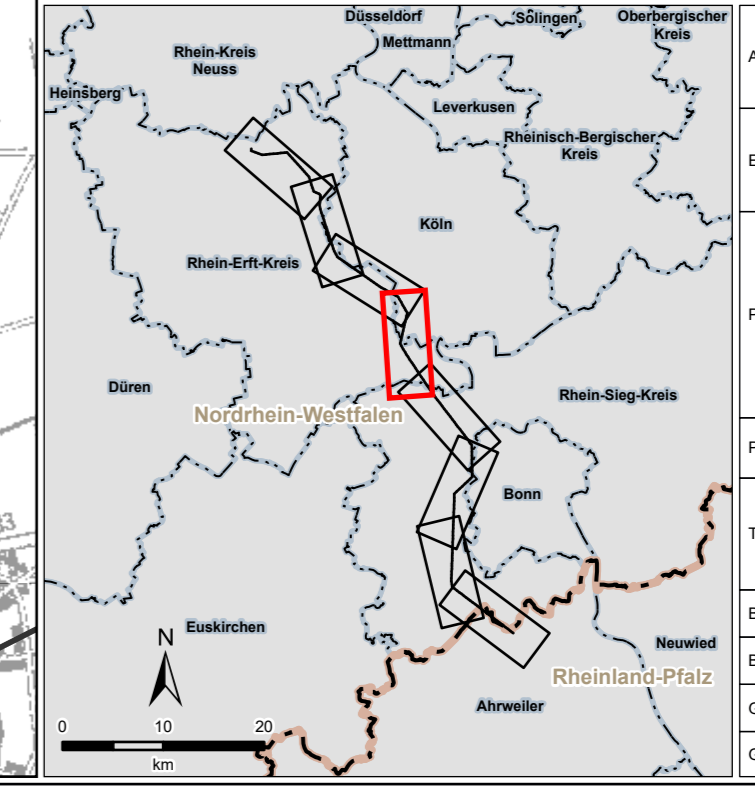 Düsseldorf
Solingen
Oberbergischer
Kreis
Mettmann
Rhein-Kreis
Neuss
Heinsberg
Leverkusen
Rheinisch-Bergischer
Kreis
Köln
Rhein-Erft-Kreis
Düren
Rhein-Sieg-Kreis
Nordrhein-Westfalen
Bonn
Euskirchen
N
Neuwied
Rheinland-Pfalz
Ahrweiler
0 10 20
km